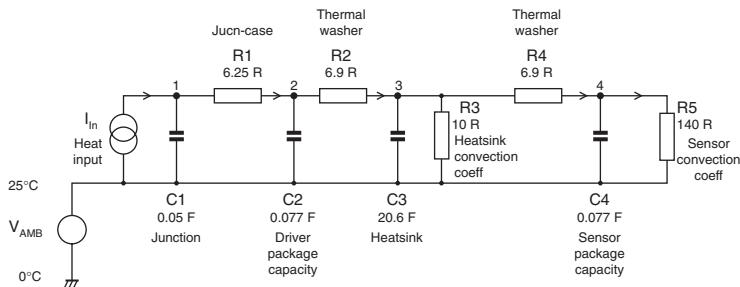 Jucn-case
R1
6.25 R
Thermal
washer
R2
6.9 R
Thermal
washer
R4
6.9 R
1
2
3
4
I In
Heat
input
R3
10 R
Heatsink
convection
coeff
R5
140 R
Sensor
convection
coeff
25°C
V AMB
0°C
C1
0.05 F
Junction
C2
0.077 F
Driver
package
capacity
C3
20.6 F
Heatsink
C4
0.077 F
Sensor
package
capacity